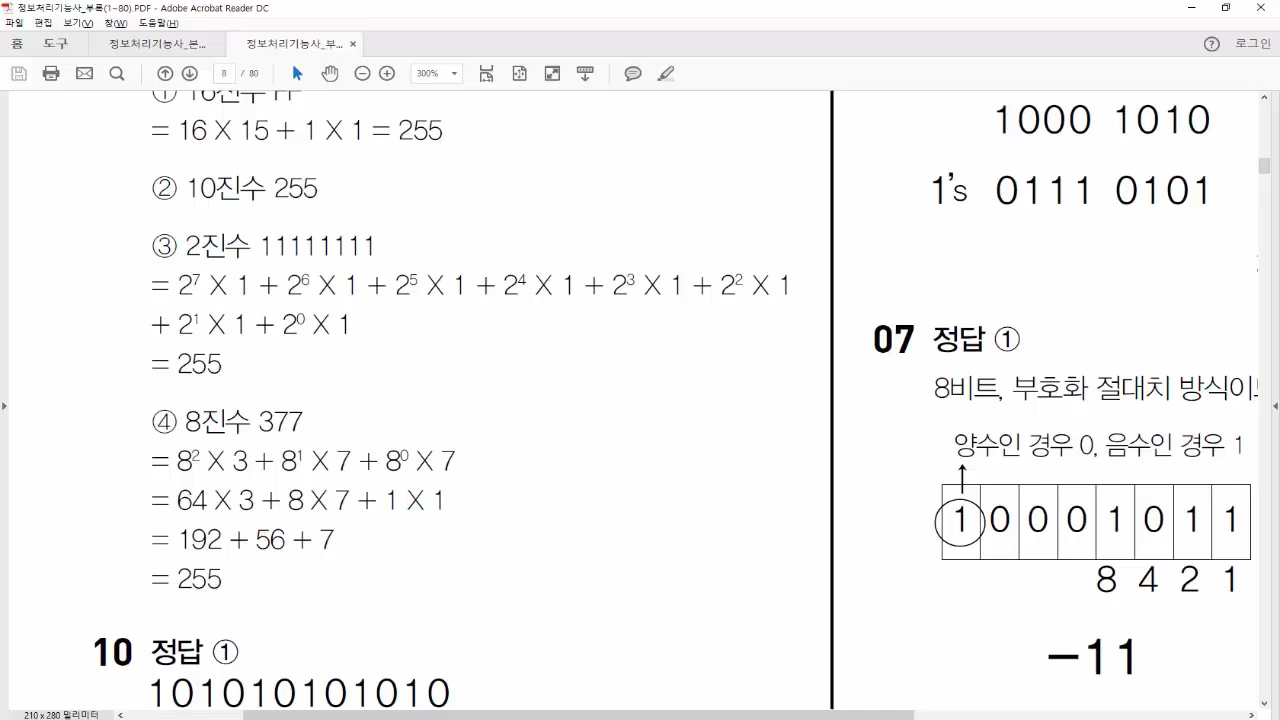 정보처리기능사_부록(1~80).PDF - Adobe Acrobat Reader DC
파일 편집 보기(V) 창(W) 도움말(H)
홈 도구 정보처리기능사_본... 정보처리기능사_부... × 로그인
8 / 80 300%
① 16진수 FF
= 16 X 15 + 1 X 1 = 255
② 10진수 255
③ 2진수 11111111
= 2⁷ X 1 + 2⁶ X 1 + 2⁵ X 1 + 2⁴ X 1 + 2³ X 1 + 2² X 1
+ 2¹ X 1 + 2⁰ X 1
= 255
④ 8진수 377
= 8² X 3 + 8¹ X 7 + 8⁰ X 7
= 64 X 3 + 8 X 7 + 1 X 1
= 192 + 56 + 7
= 255
10 정답 ①
101010101010
1000 1010
1's 0111 0101
07 정답 ①
8비트, 부호화 절대치 방식이
양수인 경우 0, 음수인 경우 1
1 0 0 0 1 0 1 1
8 4 2 1
-11
210 x 280 밀리미터